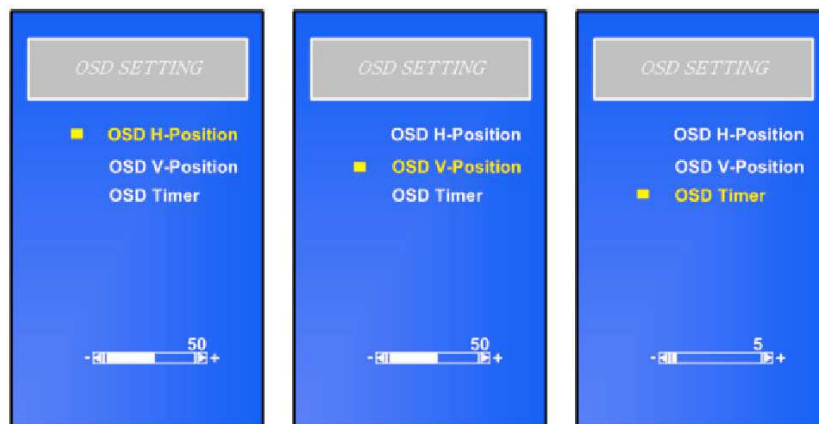 OSD SETTING
OSD H-Position
OSD V-Position
OSD Timer
50
- +
OSD SETTING
OSD H-Position
OSD V-Position
OSD Timer
50
- +
OSD SETTING
OSD H-Position
OSD V-Position
OSD Timer
5
- +